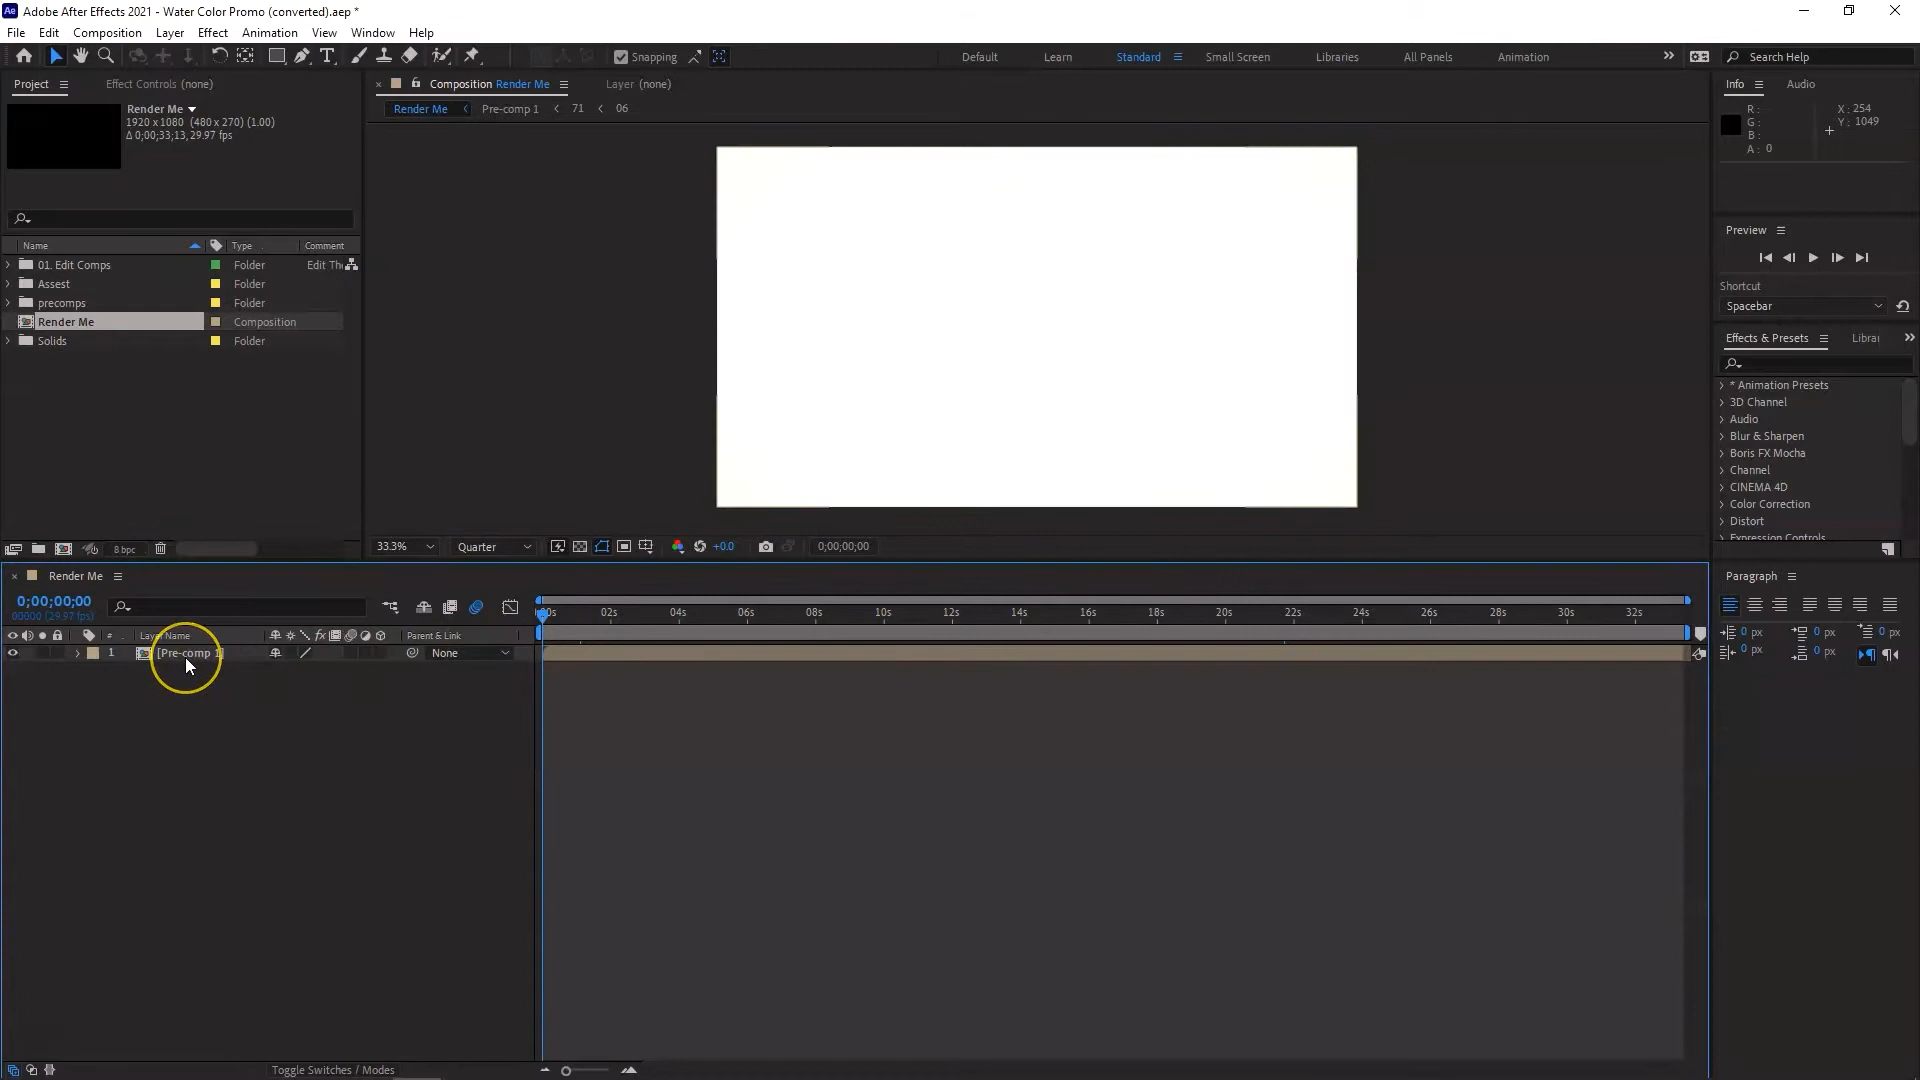 Ae Adobe After Effects 2021 - Water Color Promo (converted).aep *
File Edit Composition Layer Effect Animation View Window Help
Snapping Default Learn Standard Small Screen Libraries All Panels Animation Search Help
Project Effect Controls (none)
Render Me
1920 x 1080 (480 x 270) (1.00)
Δ 0;00;33;13, 29.97 fps
Name Type Comment
01. Edit Comps Folder Edit Th
Assest Folder
precomps Folder
Render Me Composition
Solids Folder
8 bpc
Composition Render Me Layer (none)
Render Me Pre-comp 1 71 06
33.3% Quarter +0.0 0;00;00;00
Info Audio
R: X: 254
G: Y: 1049
B:
A: 0
Preview
Shortcut
Spacebar
Effects & Presets Librar
* Animation Presets
3D Channel
Audio
Blur & Sharpen
Boris FX Mocha
Channel
CINEMA 4D
Color Correction
Distort
Expression Controls
Paragraph
0 px 0 px 0 px
0 px 0 px
Render Me
0;00;00;00
00000 (29.97 fps)
:00s 02s 04s 06s 08s 10s 12s 14s 16s 18s 20s 22s 24s 26s 28s 30s 32s
# Layer Name fx Parent & Link
1 [Pre-comp 1] None
Toggle Switches / Modes